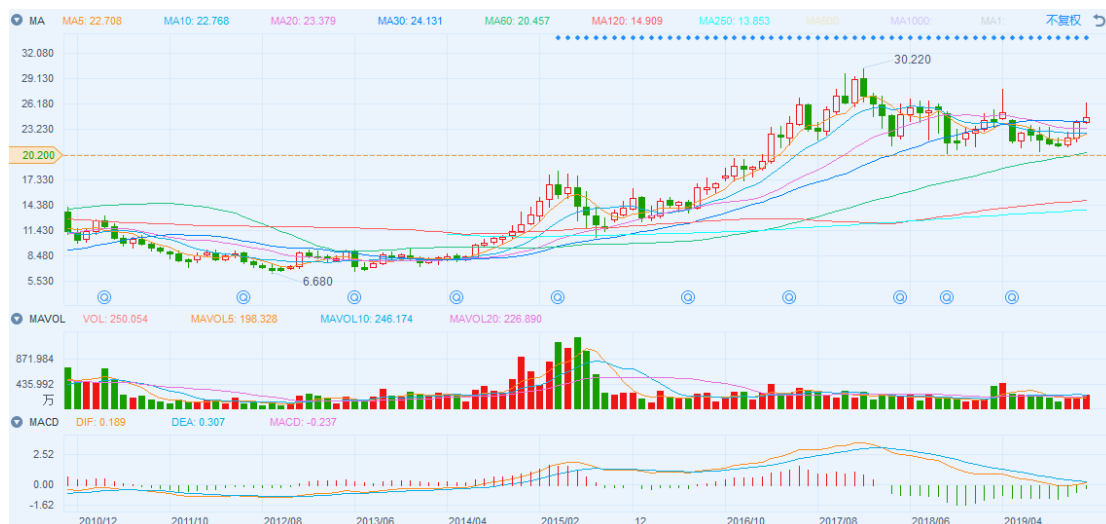 MA MA5: 22.708 MA10: 22.768 MA20: 23.379 MA30: 24.131 MA60: 20.457 MA120: 14.909 MA250: 13.853 MA500: MA1000: MA1: 不复权
32.080
30.220
29.130
26.180
23.230
20.200
17.330
14.380
11.430
8.480
6.680
5.530
Q Q Q Q Q Q Q Q Q Q
MAVOL VOL: 250.054 MAVOL5: 198.328 MAVOL10: 246.174 MAVOL20: 226.890
871.984
435.992
万
MACD DIF: 0.189 DEA: 0.307 MACD: -0.237
2.52
0.00
-1.62
2010/12 2011/10 2012/08 2013/06 2014/04 2015/02 12 2016/10 2017/08 2018/06 2019/04